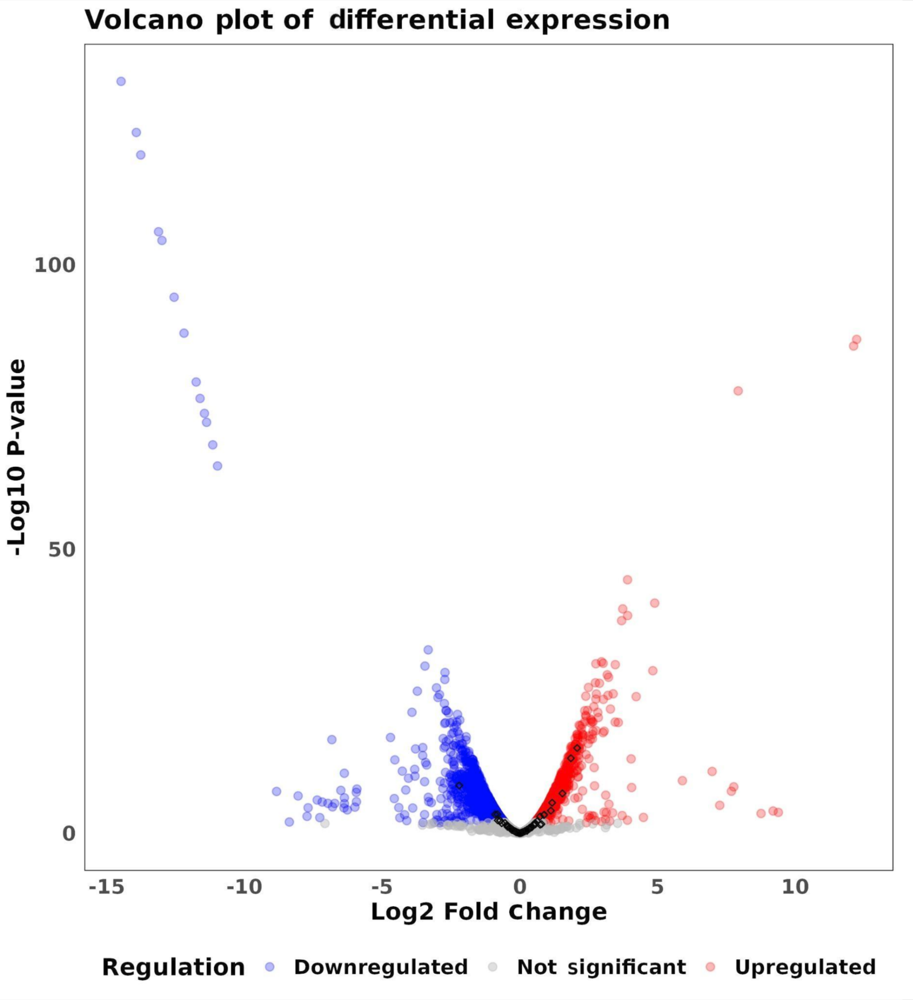 Volcano plot of differential expression
-Log10 P-value
100
50
0
-15 -10 -5 0 5 10
Log2 Fold Change
Regulation Downregulated Not significant Upregulated